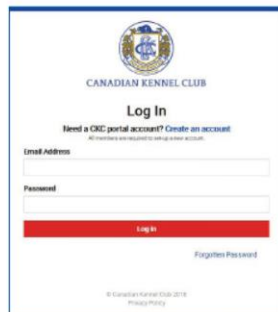 CANADIAN KENNEL CLUB
Log In
Need a CKC portal account? Create an account
All members are required to set up a new account.
Email Address
Password
Log In
Forgotten Password
© Canadian Kennel Club 2018
Privacy Policy